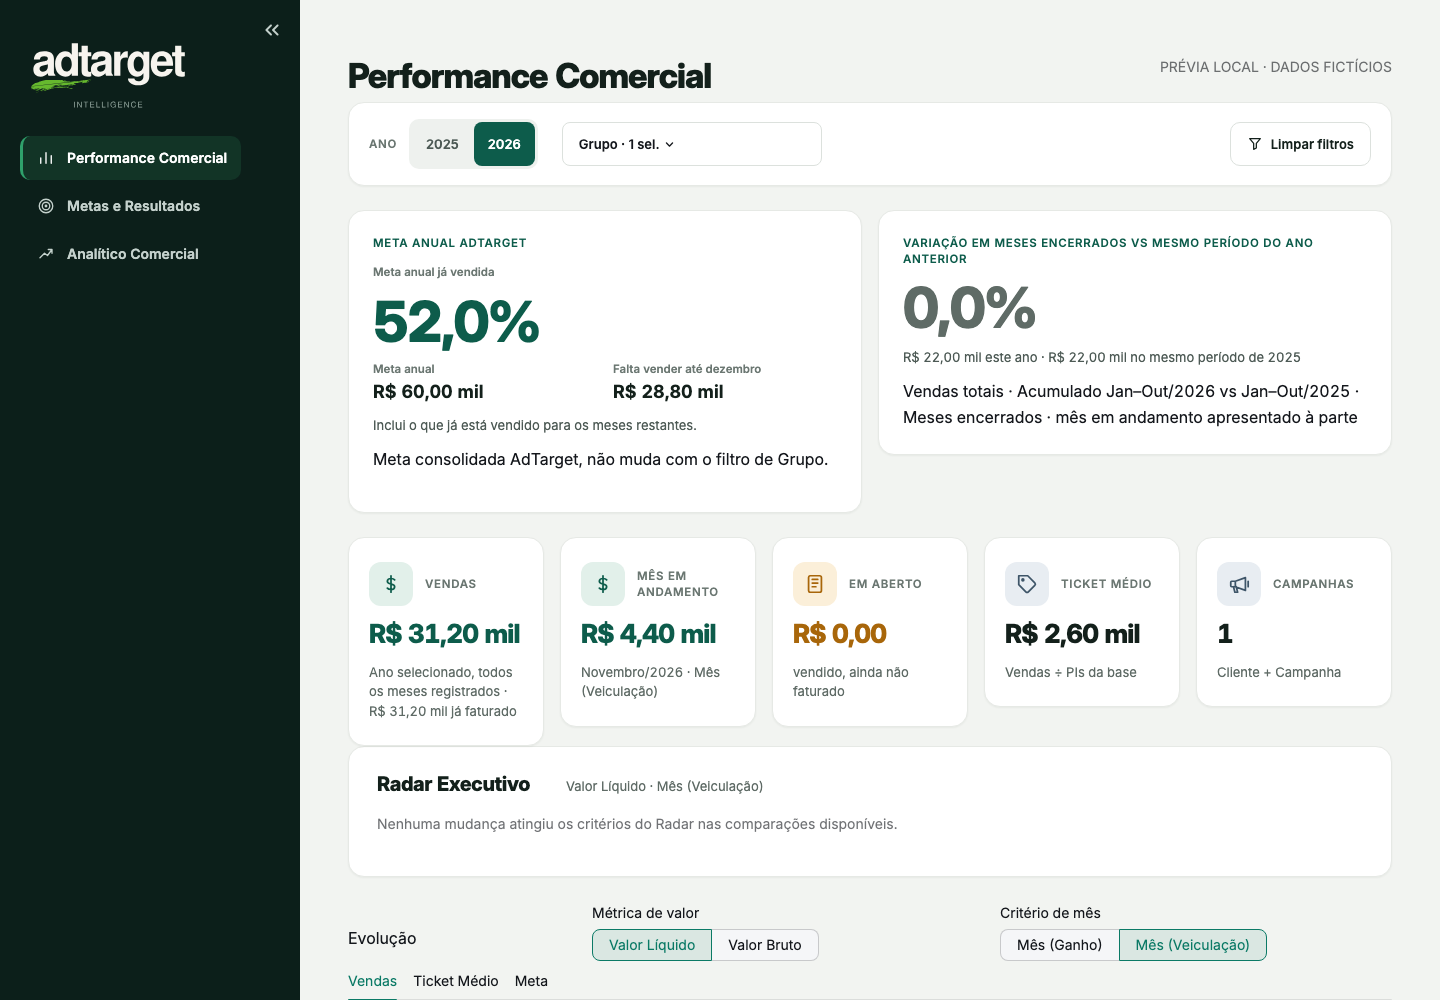 adtarget
INTELLIGENCE
Performance Comercial
Metas e Resultados
Analítico Comercial
Performance Comercial
PRÉVIA LOCAL · DADOS FICTÍCIOS
ANO
2025
2026
Grupo · 1 sel.
Limpar filtros
META ANUAL ADTARGET
Meta anual já vendida
52,0%
Meta anual
R$ 60,00 mil
Falta vender até dezembro
R$ 28,80 mil
Inclui o que já está vendido para os meses restantes.
Meta consolidada AdTarget, não muda com o filtro de Grupo.
VARIAÇÃO EM MESES ENCERRADOS VS MESMO PERÍODO DO ANO
ANTERIOR
0,0%
R$ 22,00 mil este ano · R$ 22,00 mil no mesmo período de 2025
Vendas totais · Acumulado Jan–Out/2026 vs Jan–Out/2025 ·
Meses encerrados · mês em andamento apresentado à parte
VENDAS
R$ 31,20 mil
Ano selecionado, todos
os meses registrados ·
R$ 31,20 mil já faturado
MÊS EM
ANDAMENTO
R$ 4,40 mil
Novembro/2026 · Mês
(Veiculação)
EM ABERTO
R$ 0,00
vendido, ainda não
faturado
TICKET MÉDIO
R$ 2,60 mil
Vendas ÷ PIs da base
CAMPANHAS
1
Cliente + Campanha
Radar Executivo
Valor Líquido · Mês (Veiculação)
Nenhuma mudança atingiu os critérios do Radar nas comparações disponíveis.
Evolução
Métrica de valor
Valor Líquido
Valor Bruto
Critério de mês
Mês (Ganho)
Mês (Veiculação)
Vendas
Ticket Médio
Meta